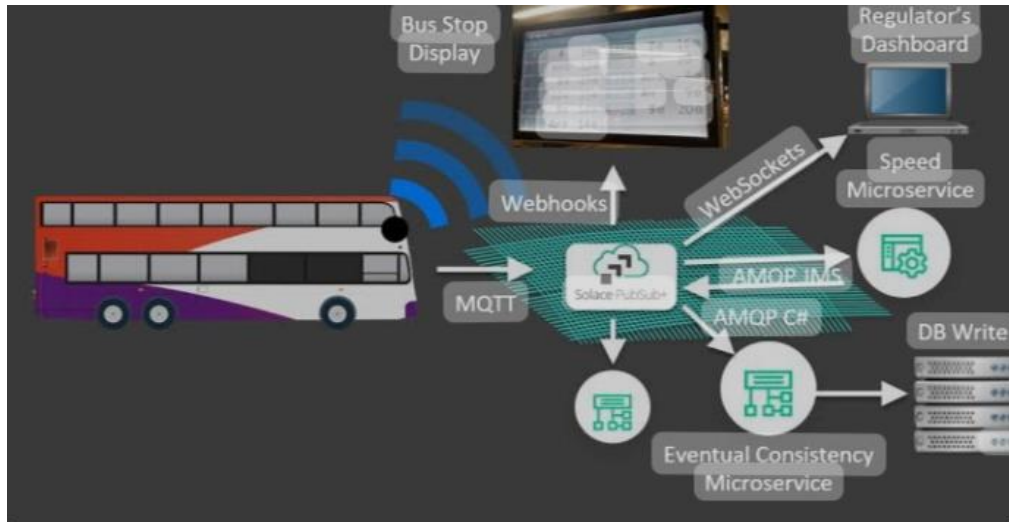 Bus Stop
Display
Regulator's
Dashboard
Webhooks
WebSockets
Speed
Microservice
MQTT
Solace PubSub+
AMQP JMS
AMQP C#
DB Write
Eventual Consistency
Microservice